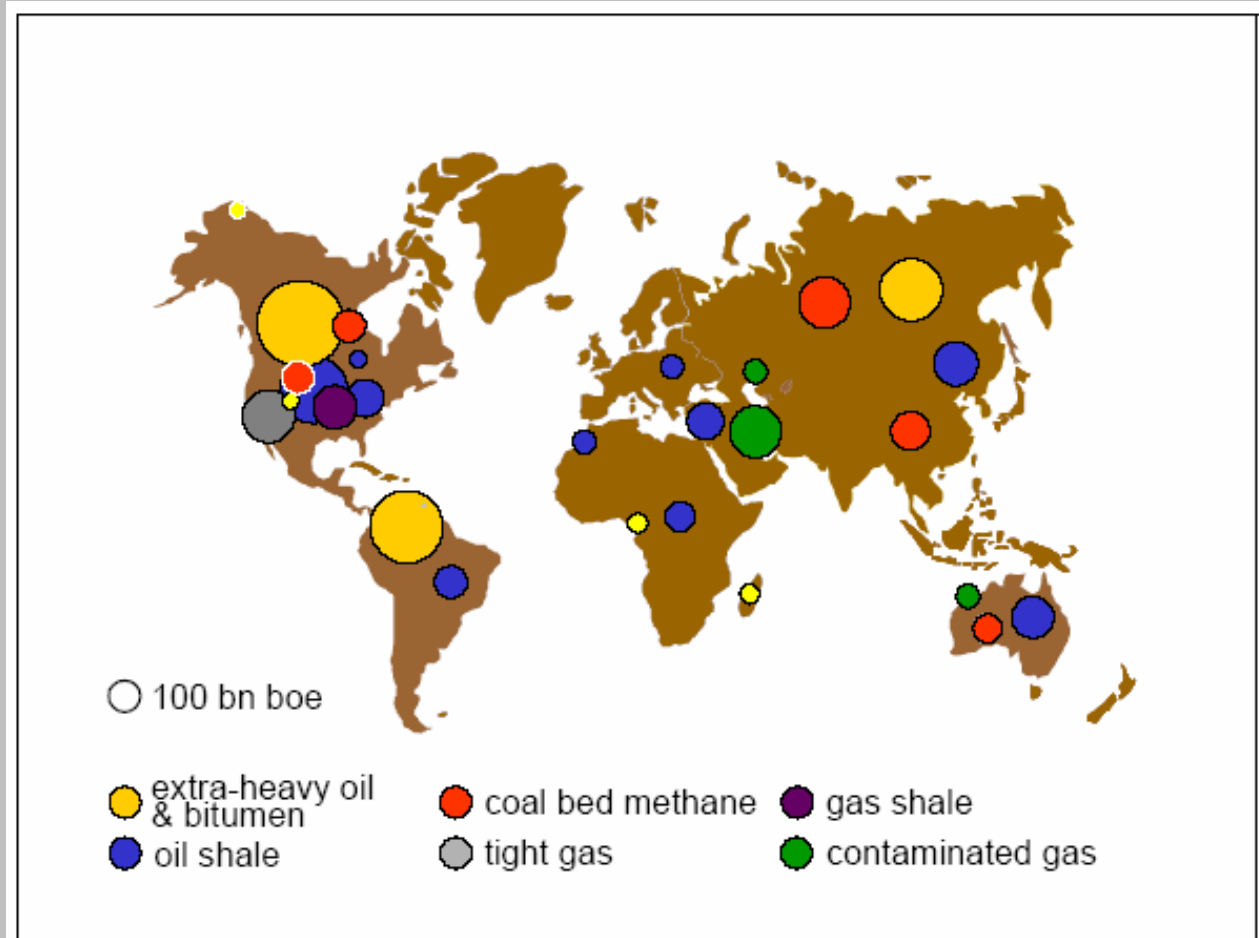 100 bn boe
extra-heavy oil
& bitumen
coal bed methane
gas shale
oil shale
tight gas
contaminated gas